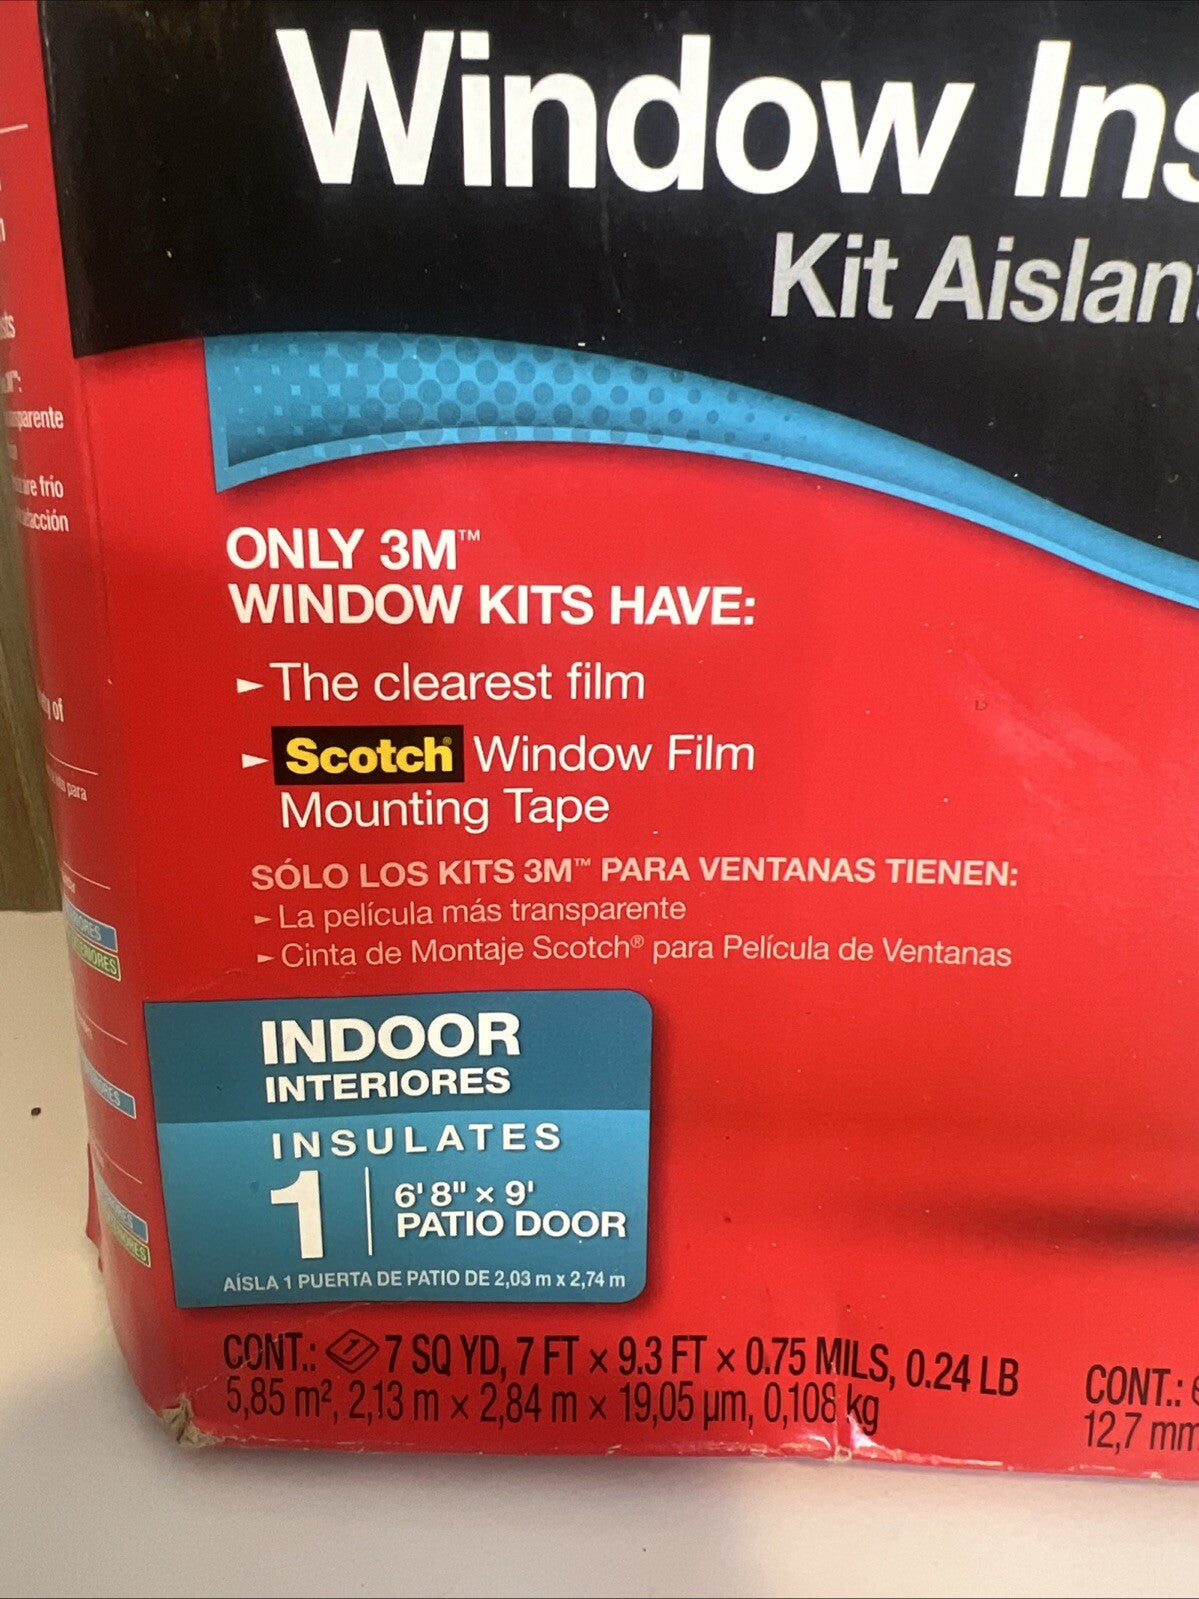 Window Ins
Kit Aislan
ONLY 3M™
WINDOW KITS HAVE:
► The clearest film
► Scotch® Window Film
Mounting Tape
SÓLO LOS KITS 3M™ PARA VENTANAS TIENEN:
► La película más transparente
► Cinta de Montaje Scotch® para Película de Ventanas
INDOOR
INTERIORES
INSULATES
1 | 6' 8" × 9'
PATIO DOOR
AÍSLA 1 PUERTA DE PATIO DE 2,03 m x 2,74 m
CONT.: 1 7 SQ YD, 7 FT × 9.3 FT × 0.75 MILS, 0.24 LB
5,85 m², 2,13 m × 2,84 m × 19,05 µm, 0,108 kg
CONT.:
12,7 mm
frío
of
para